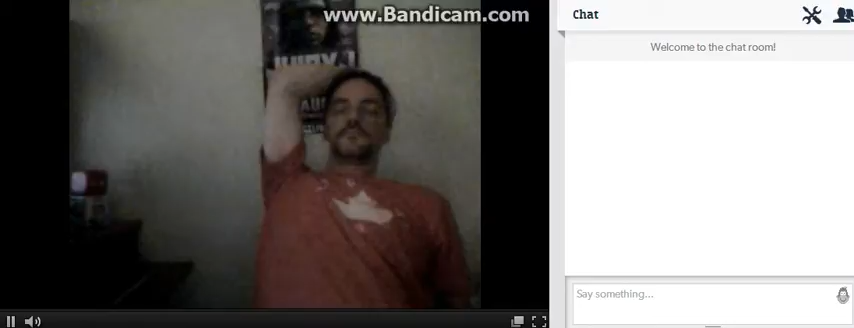 www.Bandicam.com
Chat
Welcome to the chat room!
Say something...